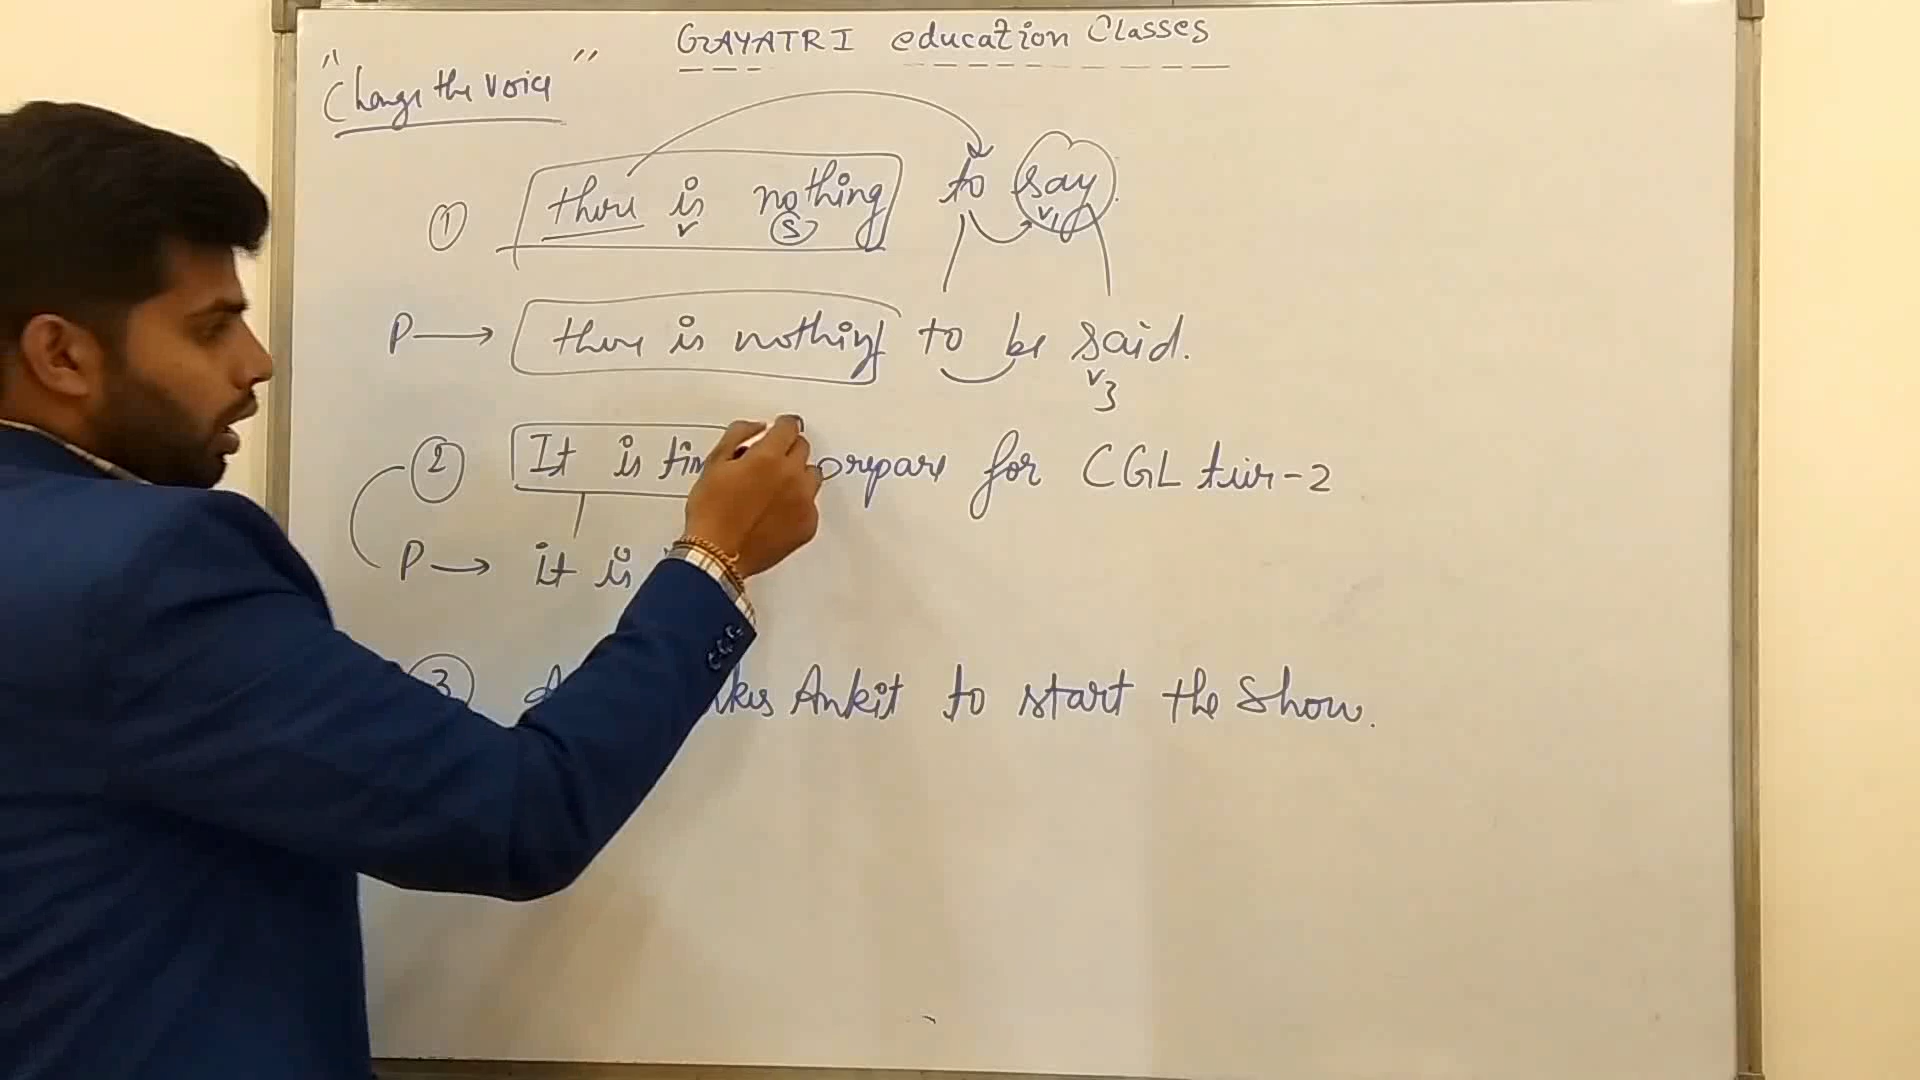 GAYATRI education Classes
"Change the Voice"
① there is nothing to say.
v S V1
P → there is nothing to be said.
V3
② It is prepare for CGL tier-2
P → it is
3 Ankit to start the Show.